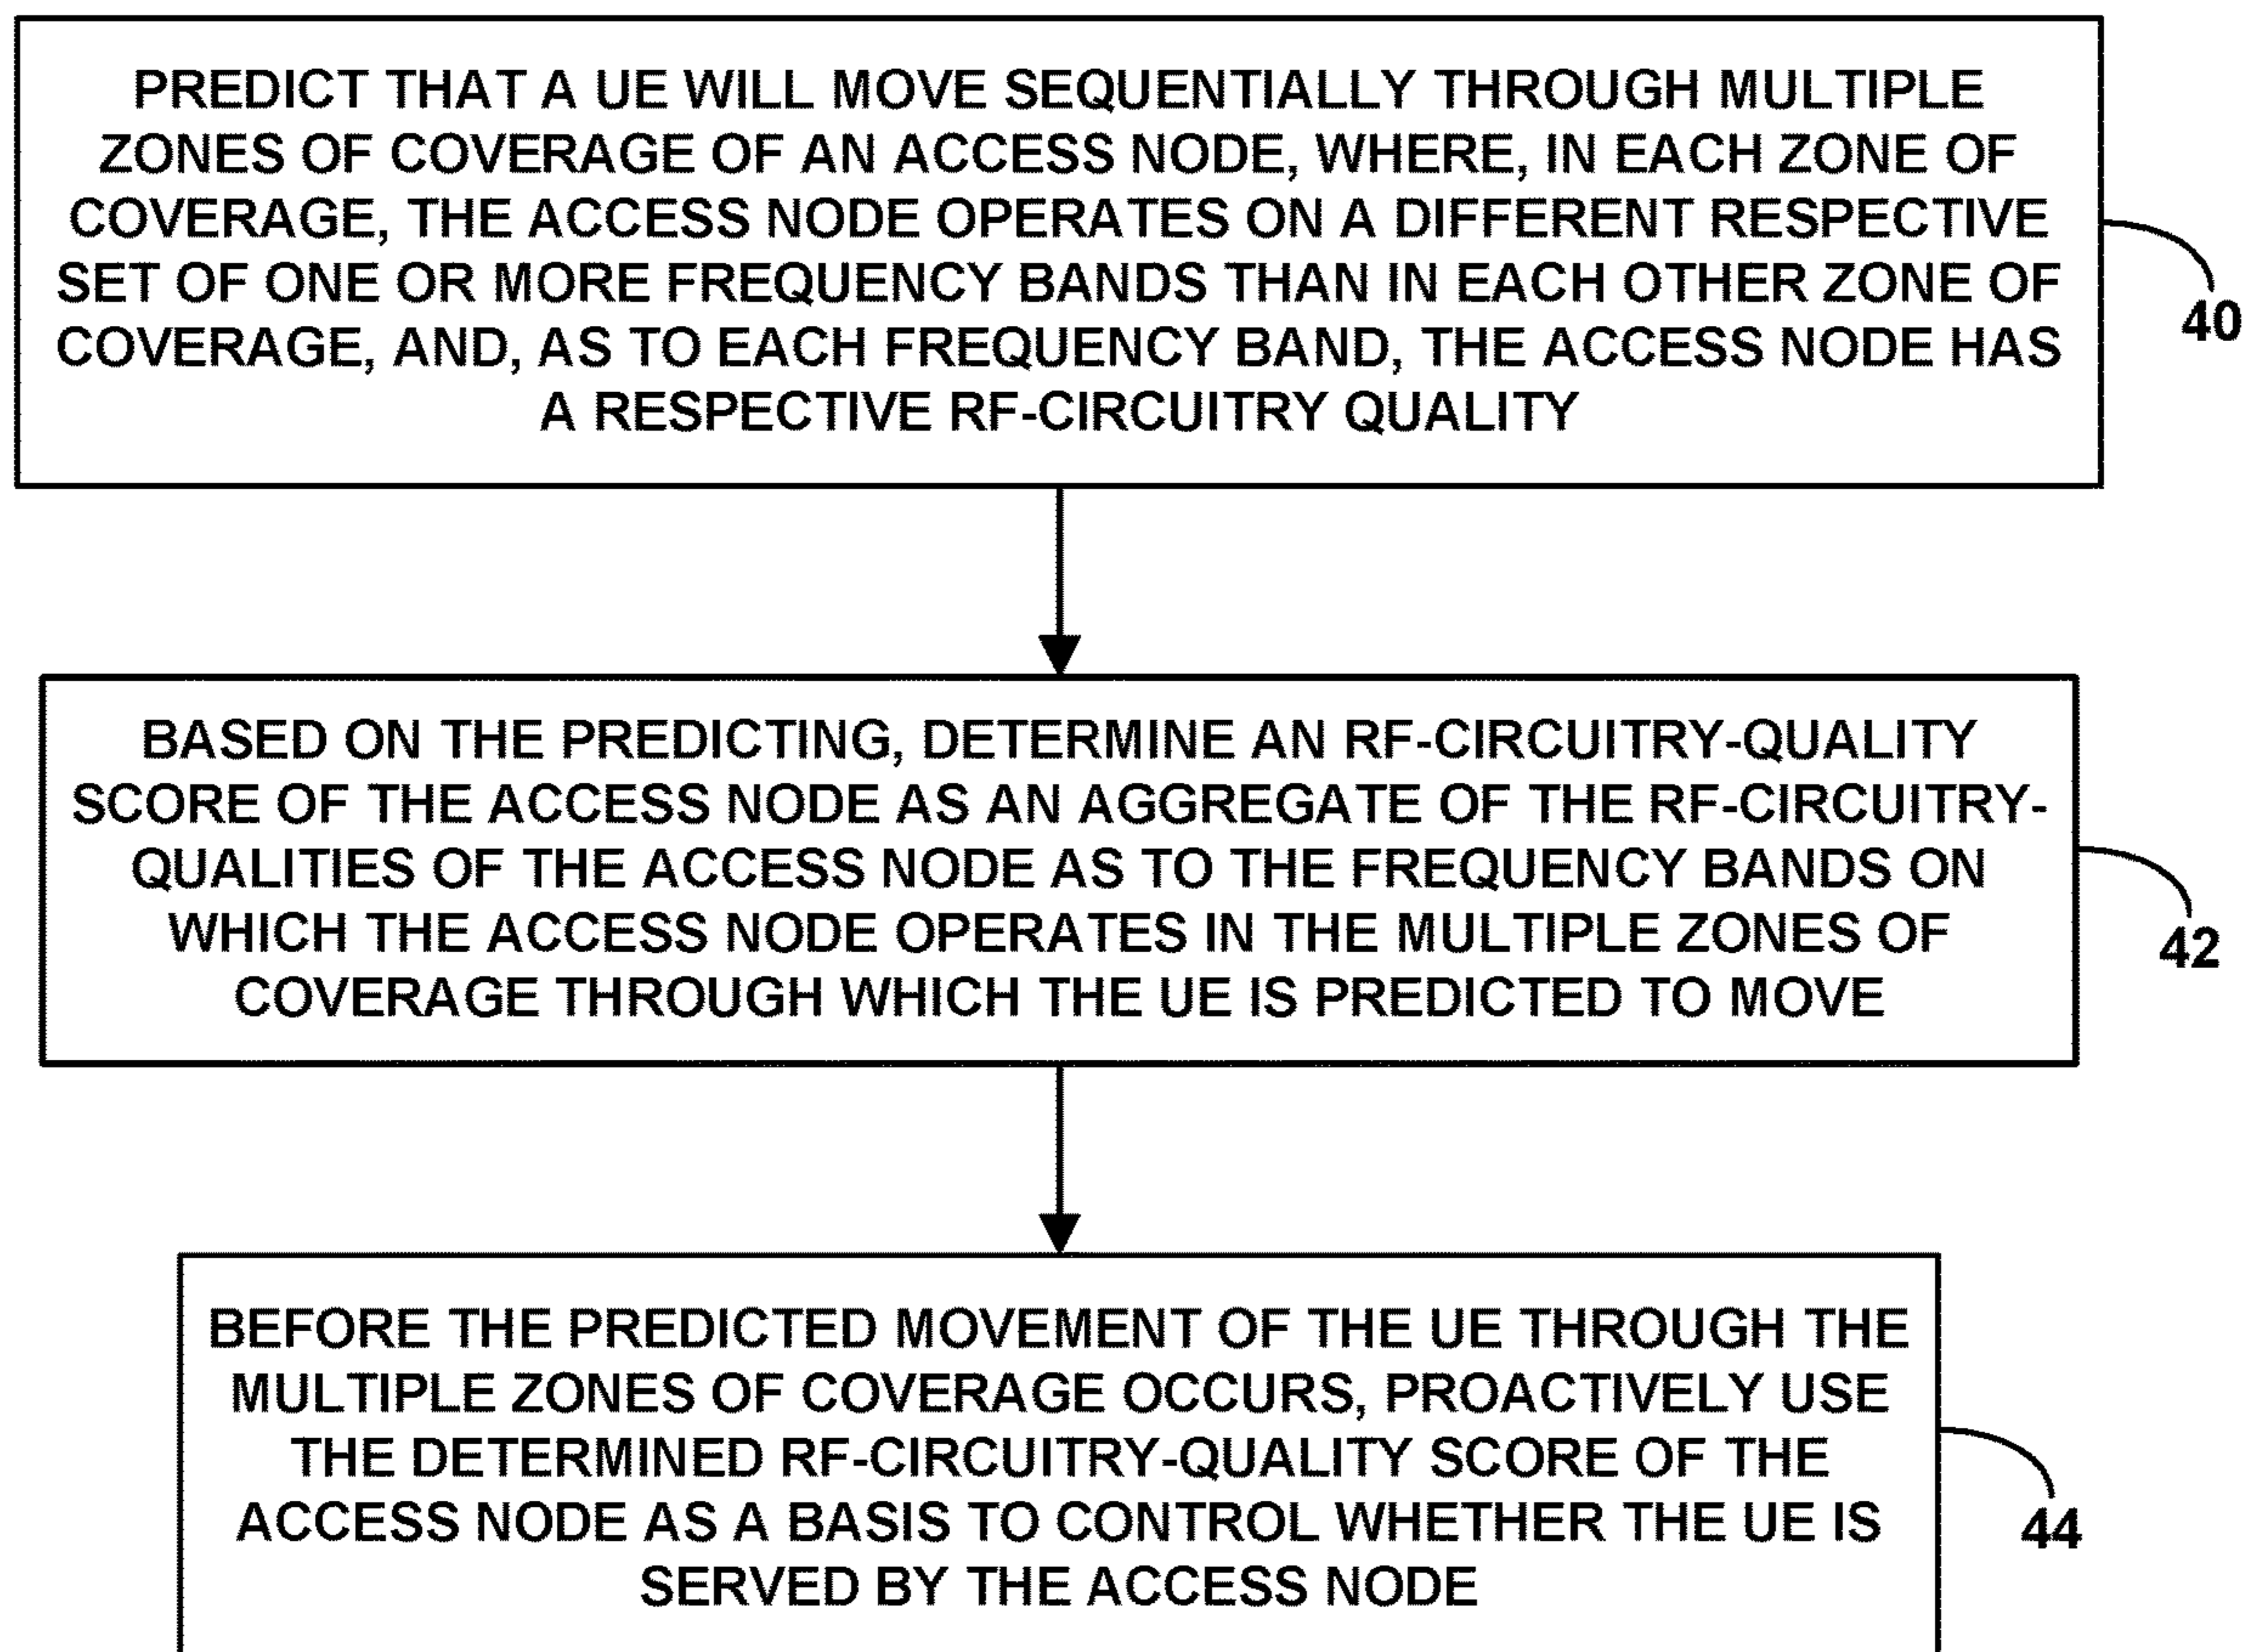 PREDICT THAT A UE WILL MOVE SEQUENTIALLY THROUGH MULTIPLE
ZONES OF COVERAGE OF AN ACCESS NODE, WHERE, IN EACH ZONE OF
COVERAGE, THE ACCESS NODE OPERATES ON A DIFFERENT RESPECTIVE
SET OF ONE OR MORE FREQUENCY BANDS THAN IN EACH OTHER ZONE OF
COVERAGE, AND, AS TO EACH FREQUENCY BAND, THE ACCESS NODE HAS
A RESPECTIVE RF-CIRCUITRY QUALITY
40
BASED ON THE PREDICTING, DETERMINE AN RF-CIRCUITRY-QUALITY
SCORE OF THE ACCESS NODE AS AN AGGREGATE OF THE RF-CIRCUITRY-
QUALITIES OF THE ACCESS NODE AS TO THE FREQUENCY BANDS ON
WHICH THE ACCESS NODE OPERATES IN THE MULTIPLE ZONES OF
COVERAGE THROUGH WHICH THE UE IS PREDICTED TO MOVE
42
BEFORE THE PREDICTED MOVEMENT OF THE UE THROUGH THE
MULTIPLE ZONES OF COVERAGE OCCURS, PROACTIVELY USE
THE DETERMINED RF-CIRCUITRY-QUALITY SCORE OF THE
ACCESS NODE AS A BASIS TO CONTROL WHETHER THE UE IS
SERVED BY THE ACCESS NODE
44